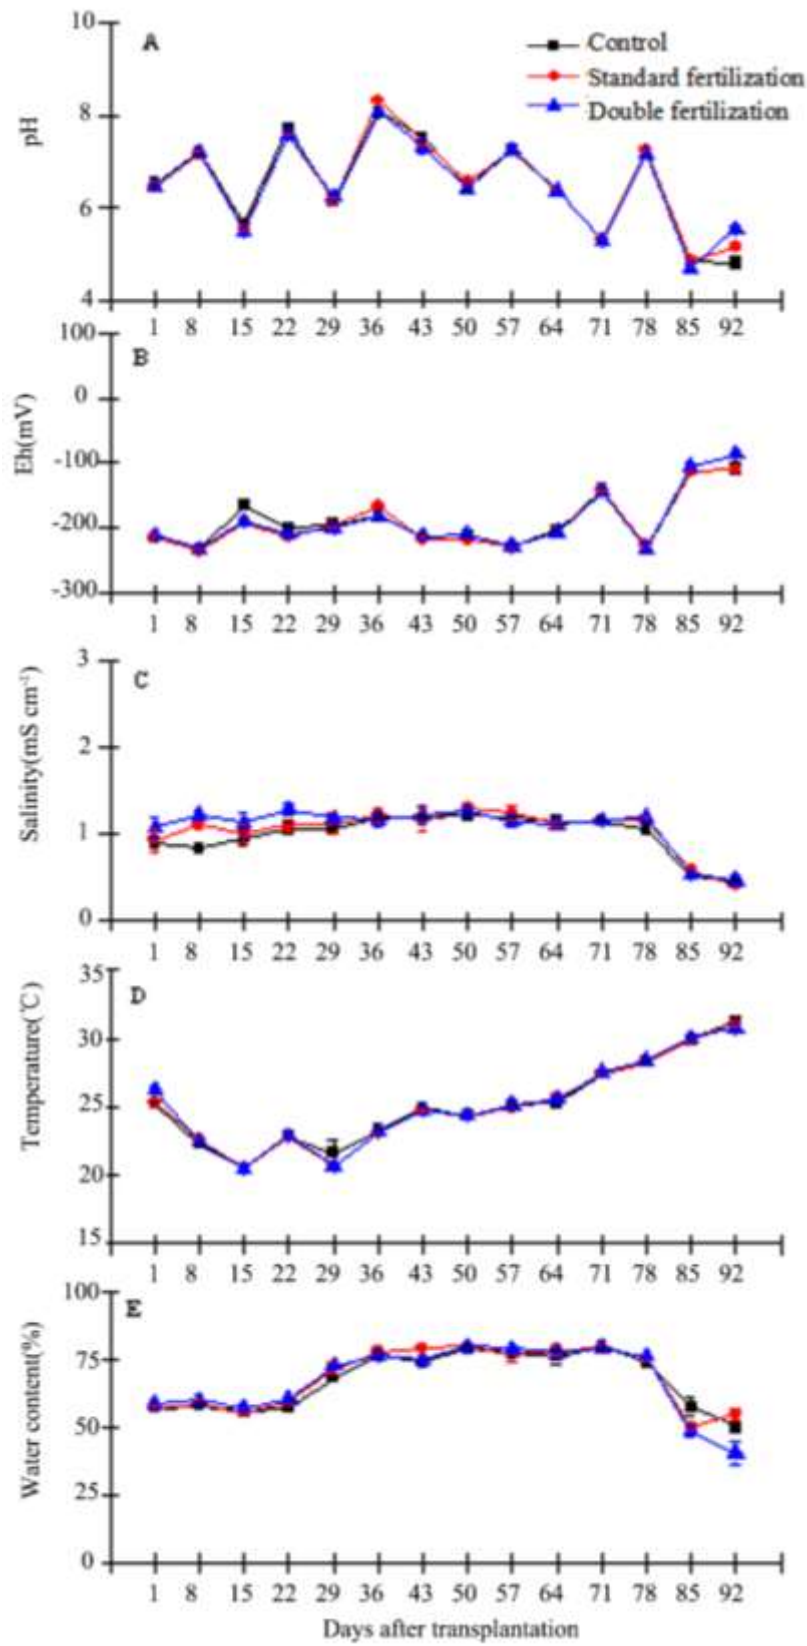 10
A
Control
Standard fertilization
Double fertilization
8
pH
6
4
1 8 15 22 29 36 43 50 57 64 71 78 85 92
100
B
0
Eh(mV)
-100
-200
-300
1 8 15 22 29 36 43 50 57 64 71 78 85 92
3
C
Salinity(mS cm⁻¹)
2
1
0
1 8 15 22 29 36 43 50 57 64 71 78 85 92
35
D
Temperature(℃)
30
25
20
15
1 8 15 22 29 36 43 50 57 64 71 78 85 92
100
E
Water content(%)
75
50
25
0
1 8 15 22 29 36 43 50 57 64 71 78 85 92
Days after transplantation